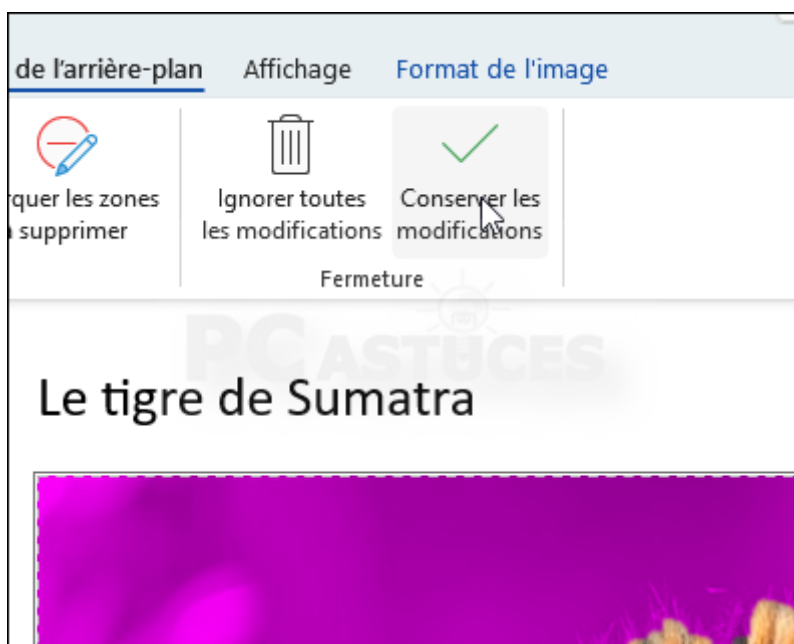 de l'arrière-plan Affichage Format de l'image
quer les zones
supprimer
Ignorer toutes
les modifications
Conserver les
modifications
Fermeture
PC ASTUCES
Le tigre de Sumatra